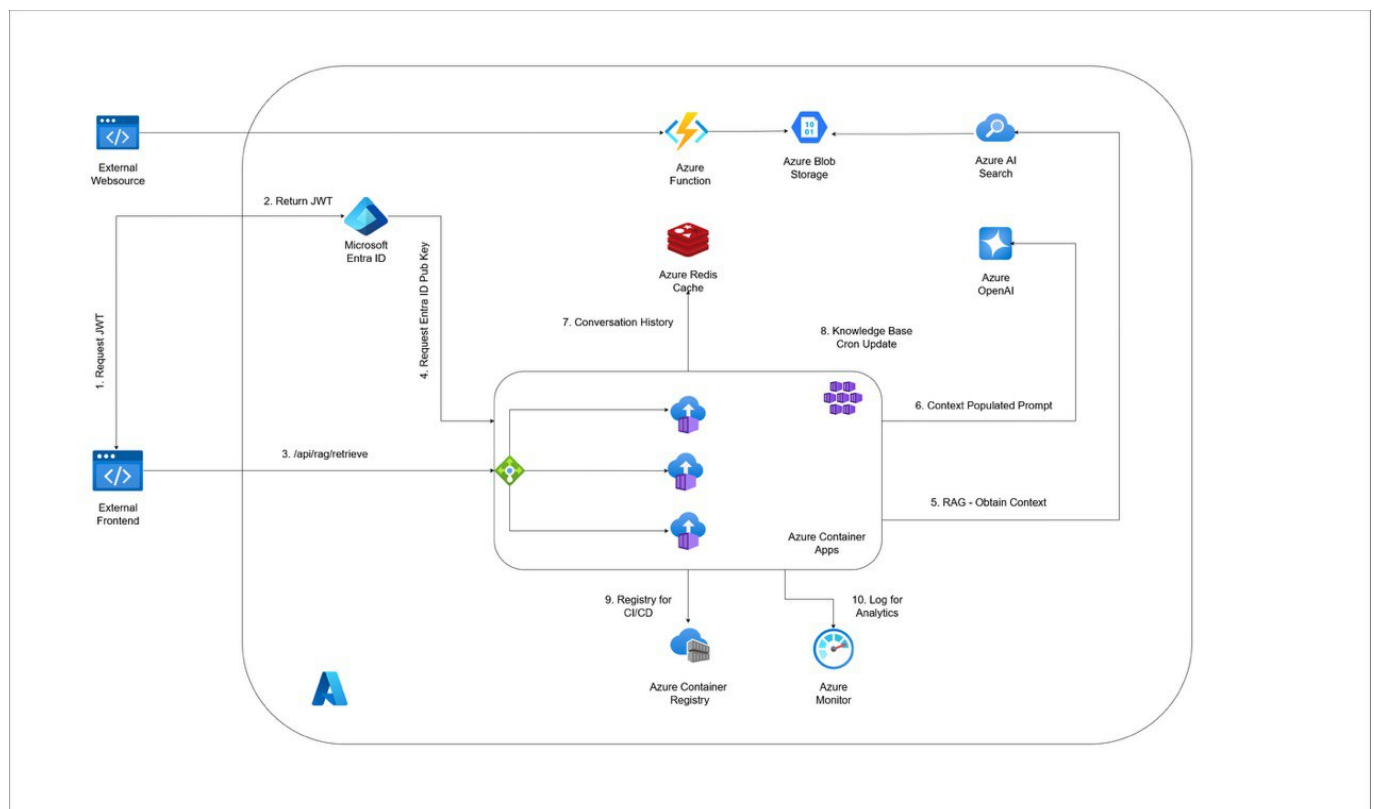 External
Websource
Azure
Function
10
01
Azure Blob
Storage
Azure AI
Search
2. Return JWT
Microsoft
Entra ID
Azure Redis
Cache
Azure
OpenAI
1. Request JWT
4. Request Entra ID Pub Key
7. Conversation History
8. Knowledge Base
Cron Update
6. Context Populated Prompt
3. /api/rag/retrieve
External
Frontend
5. RAG - Obtain Context
Azure Container
Apps
9. Registry for
CI/CD
10. Log for
Analytics
Azure Container
Registry
Azure
Monitor